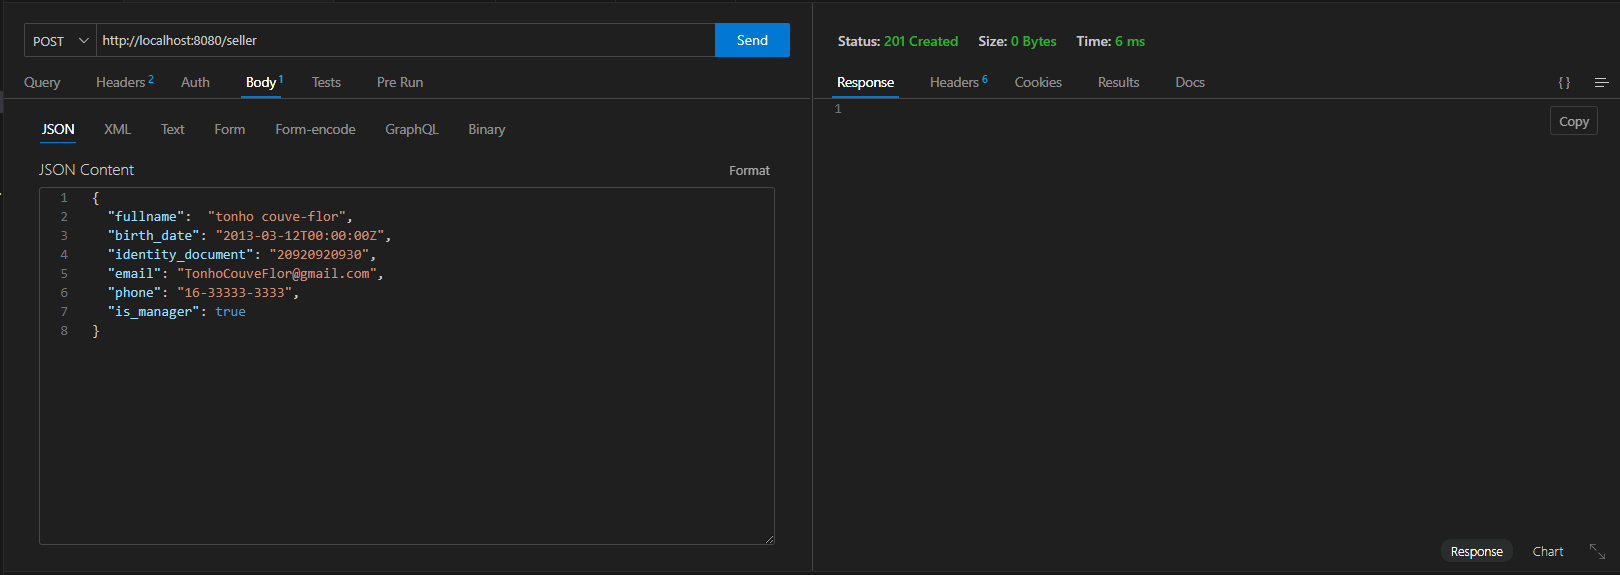 POST http://localhost:8080/seller Send
Query Headers 2 Auth Body 1 Tests Pre Run
JSON XML Text Form Form-encode GraphQL Binary
JSON Content Format
1 {
2 "fullname":  "tonho couve-flor",
3 "birth_date": "2013-03-12T00:00:00Z",
4 "identity_document": "20920920930",
5 "email": "TonhoCouveFlor@gmail.com",
6 "phone": "16-33333-3333",
7 "is_manager": true
8 }
Status: 201 Created Size: 0 Bytes Time: 6 ms
Response Headers 6 Cookies Results Docs {}
1
Copy
Response Chart